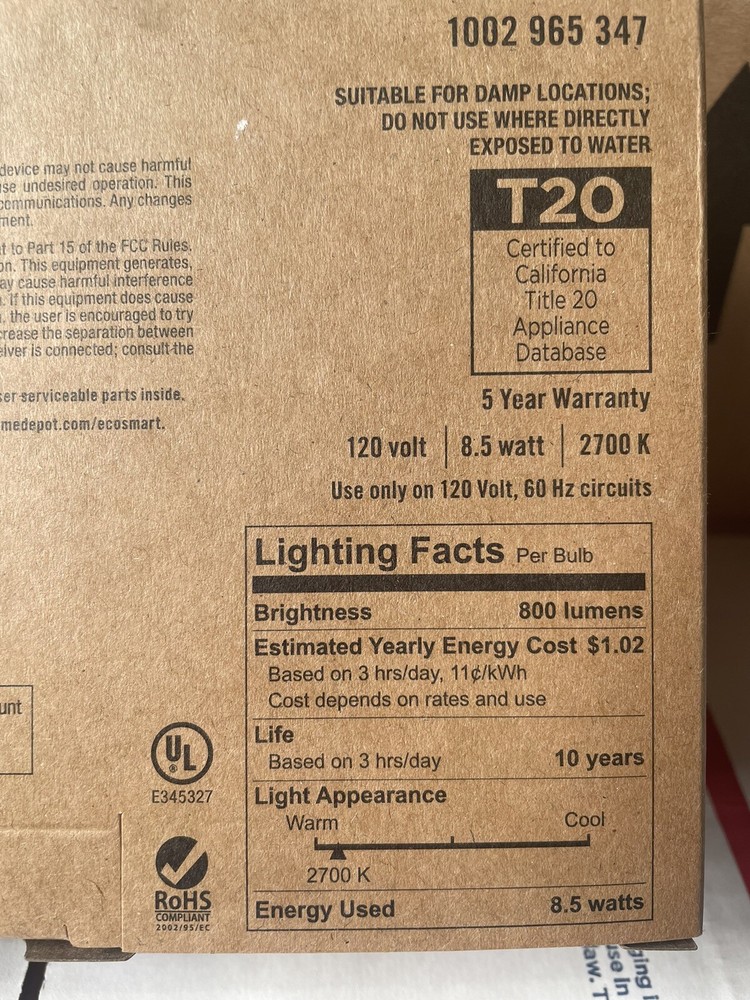 1002 965 347
SUITABLE FOR DAMP LOCATIONS;
DO NOT USE WHERE DIRECTLY
EXPOSED TO WATER
device may not cause harmful
undesired operation. This
communications. Any changes
to Part 15 of the FCC Rules.
This equipment generates,
cause harmful interference
If this equipment does cause
the user is encouraged to try
the separation between
is connected; consult the
serviceable parts inside.
medepot.com/ecosmart.
T20
Certified to
California
Title 20
Appliance
Database
5 Year Warranty
120 volt | 8.5 watt | 2700 K
Use only on 120 Volt, 60 Hz circuits
Lighting Facts Per Bulb
Brightness 800 lumens
Estimated Yearly Energy Cost $1.02
Based on 3 hrs/day, 11¢/kWh
Cost depends on rates and use
Life
Based on 3 hrs/day 10 years
Light Appearance
Warm Cool
2700 K
Energy Used 8.5 watts
UL
®
E345327
RoHS
COMPLIANT
2002/95/EC
ging
use In
aw. T